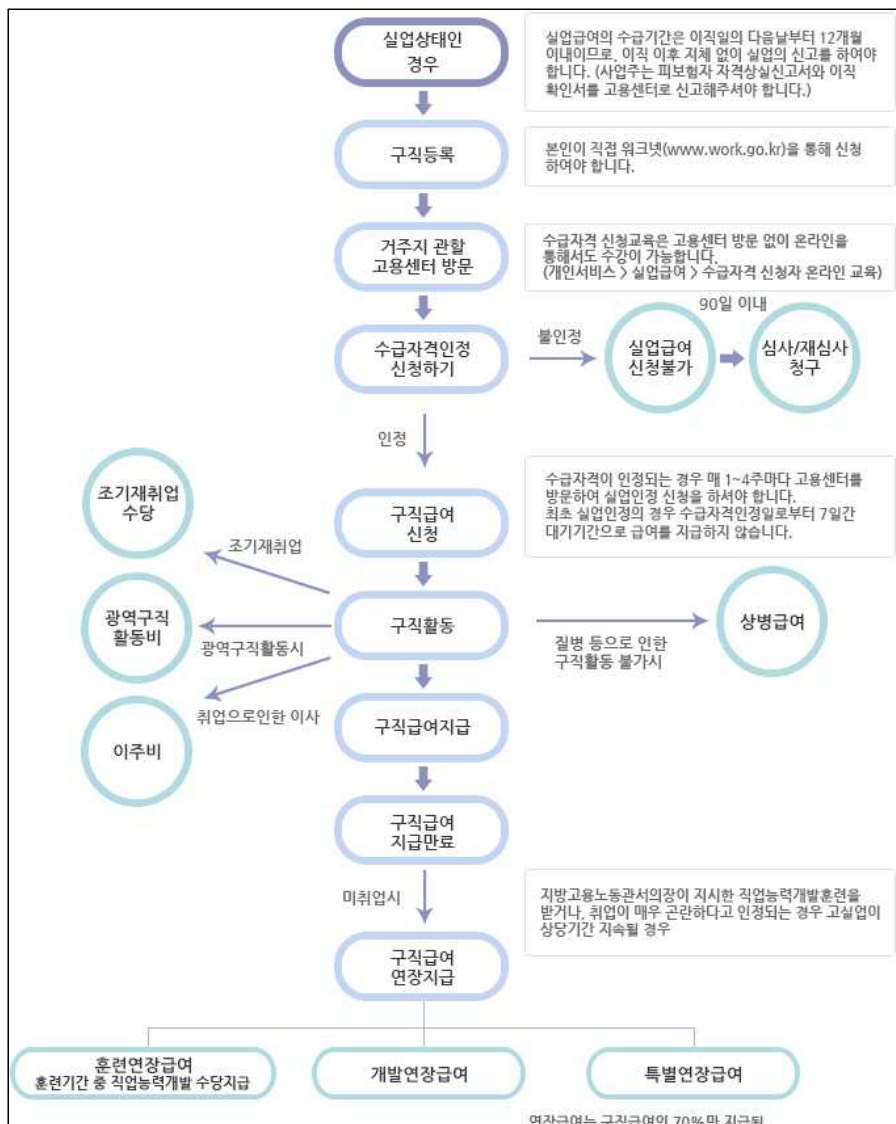 실업상태인
경우
실업급여의 수급기간은 이직일의 다음날부터 12개월
이내이므로, 이직 이후 지체 없이 실업의 신고를 하여야
합니다. (사업주는 피보험자 자격상실신고서와 이직
확인서를 고용센터로 신고해주셔야 합니다.)
구직등록
본인이 직접 워크넷(www.work.go.kr)을 통해 신청
하여야 합니다.
거주지 관할
고용센터 방문
수급자격 신청교육은 고용센터 방문 없이 온라인을
통해서도 수강이 가능합니다.
(개인서비스 > 실업급여 > 수급자격 신청자 온라인 교육)
90일 이내
수급자격인정
신청하기
불인정
실업급여
신청불가
심사/재심사
청구
인정
수급자격이 인정되는 경우 매 1~4주마다 고용센터를
방문하여 실업인정 신청을 하셔야 합니다.
최초 실업인정의 경우 수급자격인정일로부터 7일간
대기기간으로 급여를 지급하지 않습니다.
조기재취업
수당
구직급여
신청
조기재취업
광역구직
활동비
광역구직활동시
구직활동
질병 등으로 인한
구직활동 불가시
상병급여
취업으로인한 이사
이주비
구직급여지급
구직급여
지급만료
미취업시
지방고용노동관서의장이 지시한 직업능력개발훈련을
받거나, 취업이 매우 곤란하다고 인정되는 경우 고실업이
상당기간 지속될 경우
구직급여
연장지급
훈련연장급여
훈련기간 중 직업능력개발 수당지급
개발연장급여
특별연장급여
연장급여는 구직급여의 70%만 지급됨